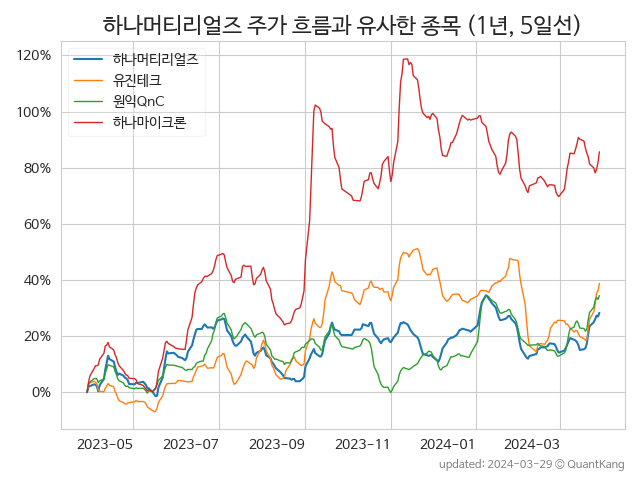 하나머티리얼즈 주가 흐름과 유사한 종목 (1년, 5일선)
하나머티리얼즈
유진테크
원익QnC
하나마이크론
120%
100%
80%
60%
40%
20%
0%
2023-05 2023-07 2023-09 2023-11 2024-01 2024-03
updated: 2024-03-29 © QuantKang